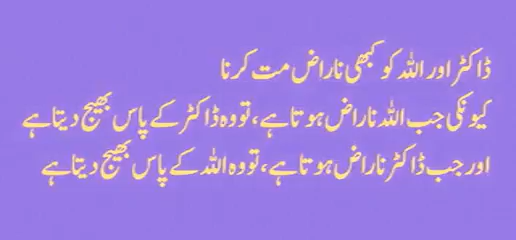 ڈاکٹر اور اللہ کو کبھی ناراض مت کرنا
کیونکی جب اللہ ناراض ہوتا ہے، تو وہ ڈاکٹر کے پاس بھیج دیتا ہے
اور جب ڈاکٹر ناراض ہوتا ہے، تو وہ اللہ کے پاس بھیج دیتا ہے